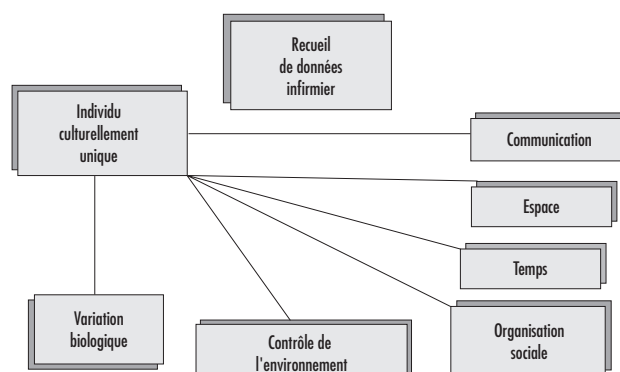 Recueil
de données
infirmier
Individu
culturellement
unique
Communication
Espace
Temps
Variation
biologique
Contrôle de
l'environnement
Organisation
sociale